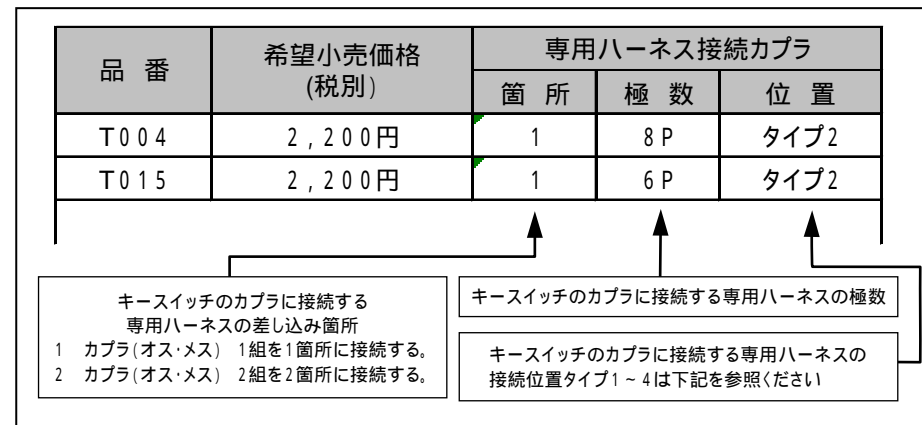 品 番
希望小売価格
(税別)
専用ハーネス接続カプラ
箇 所
極 数
位 置
T004
2,200円
1
8P
タイプ2
T015
2,200円
1
6P
タイプ2
キースイッチのカプラに接続する
専用ハーネスの差し込み箇所
1 カプラ(オス・メス) 1組を1箇所に接続する。
2 カプラ(オス・メス) 2組を2箇所に接続する。
キースイッチのカプラに接続する専用ハーネスの極数
キースイッチのカプラに接続する専用ハーネスの
接続位置タイプ1~4は下記を参照ください